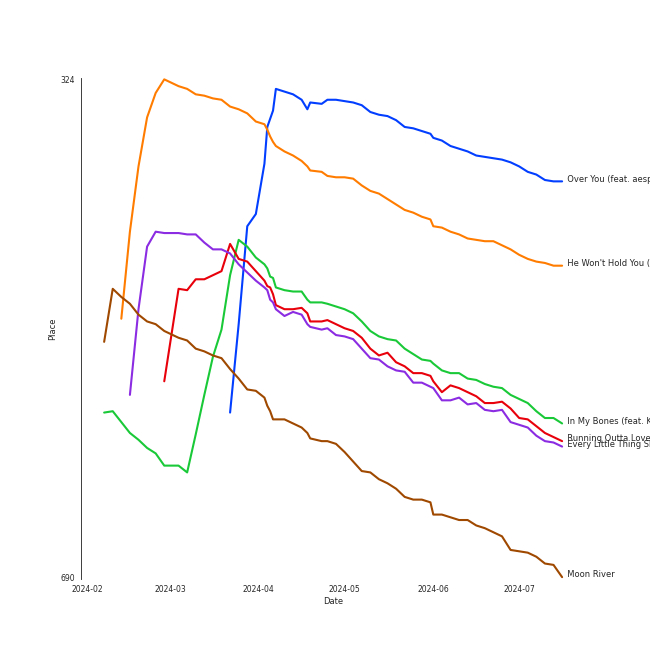 324
Over You (feat. aesp
He Won't Hold You (
Place
In My Bones (feat. K
Running Outta Love
Every Little Thing S
Moon River
690
2024-02 2024-03 2024-04 2024-05 2024-06 2024-07
Date